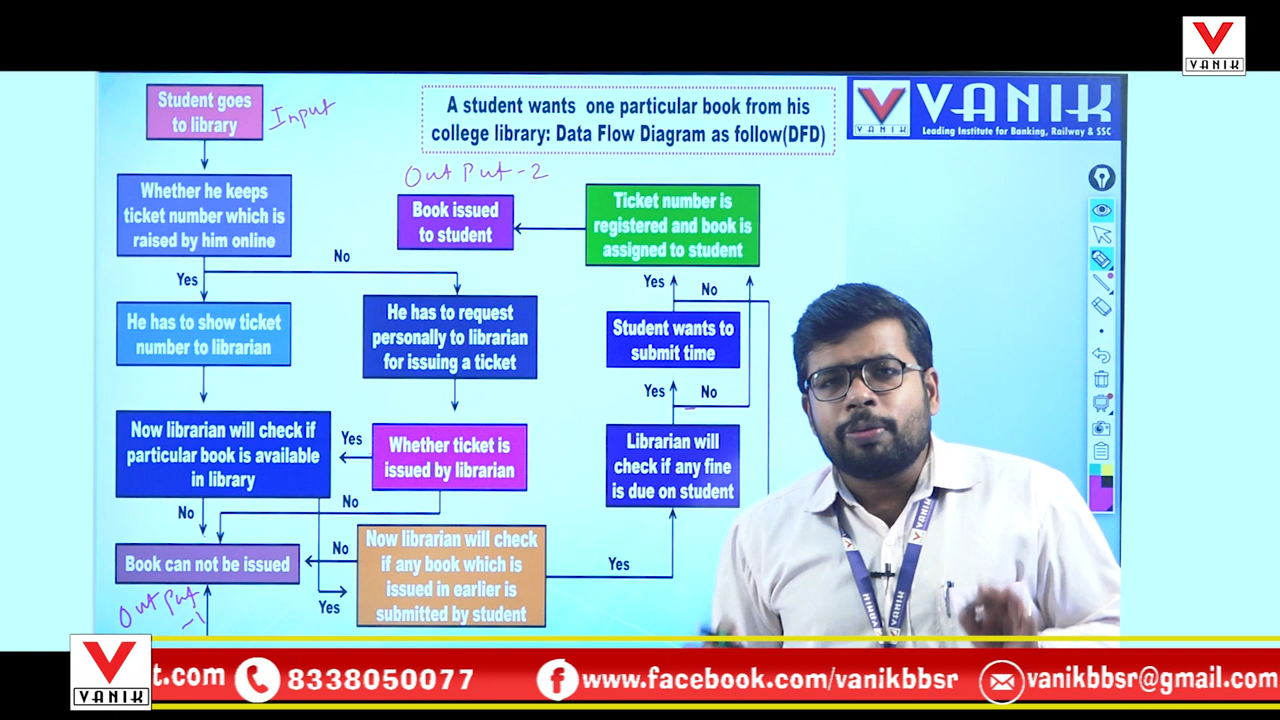 VANIK
Student goes
to library
Input
A student wants one particular book from his
college library: Data Flow Diagram as follow(DFD)
VANIK
VANIK
Leading Institute for Banking, Railway & SSC
Output-2
Whether he keeps
ticket number which is
raised by him online
Book issued
to student
Ticket number is
registered and book is
assigned to student
No
Yes
Yes
No
He has to show ticket
number to librarian
He has to request
personally to librarian
for issuing a ticket
Student wants to
submit time
Yes
No
Now librarian will check if
particular book is available
in library
Yes
Whether ticket is
issued by librarian
Librarian will
check if any fine
is due on student
No
No
Book can not be issued
No
Now librarian will check
if any book which is
issued in earlier is
submitted by student
Yes
Yes
Output
-1
VANIK
VANIK
VANIK
t.com
8338050077
www.facebook.com/vanikbbsr
vanikbbsr@gmail.com